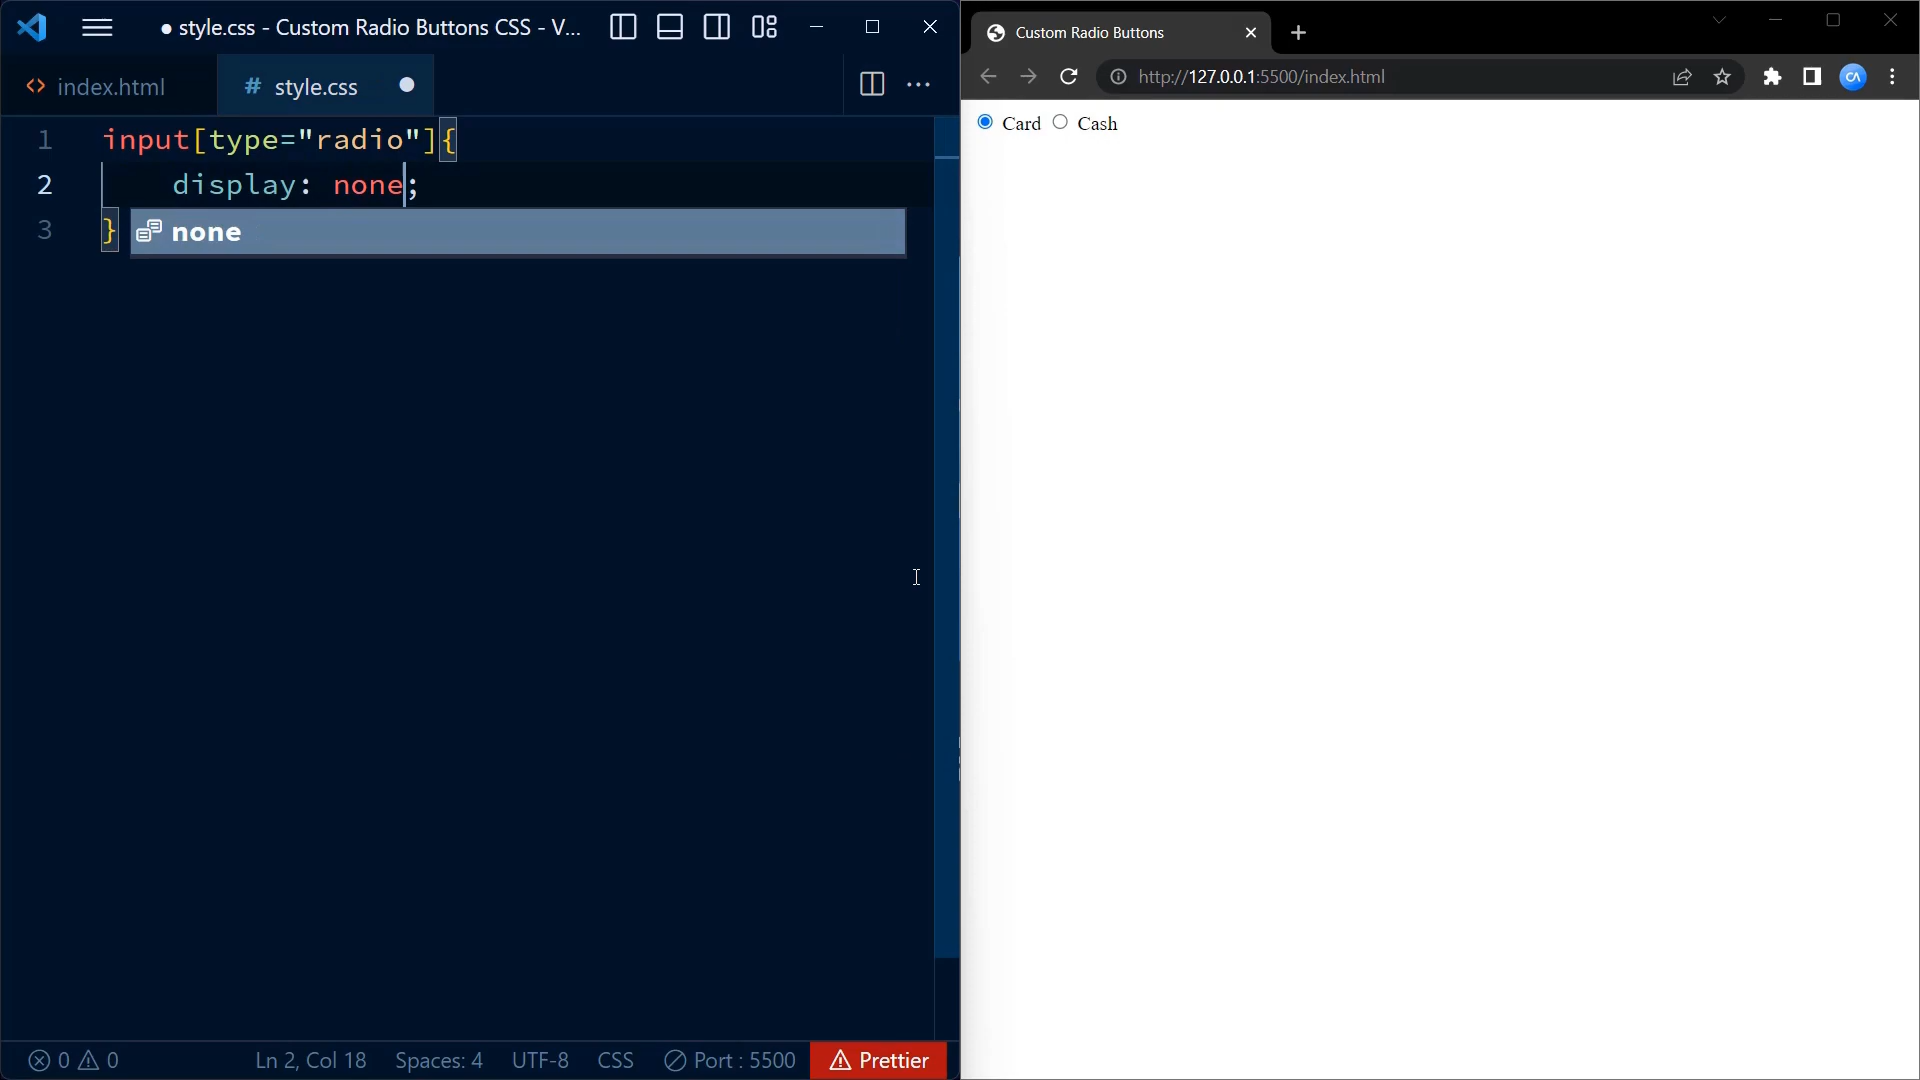 ● style.css - Custom Radio Buttons CSS - V...
index.html
# style.css
1 input[type="radio"]{
2 display: none;
3 }
none
0 0
Ln 2, Col 18
Spaces: 4
UTF-8
CSS
Port : 5500
Prettier
Custom Radio Buttons
http://127.0.0.1:5500/index.html
CA
Card Cash